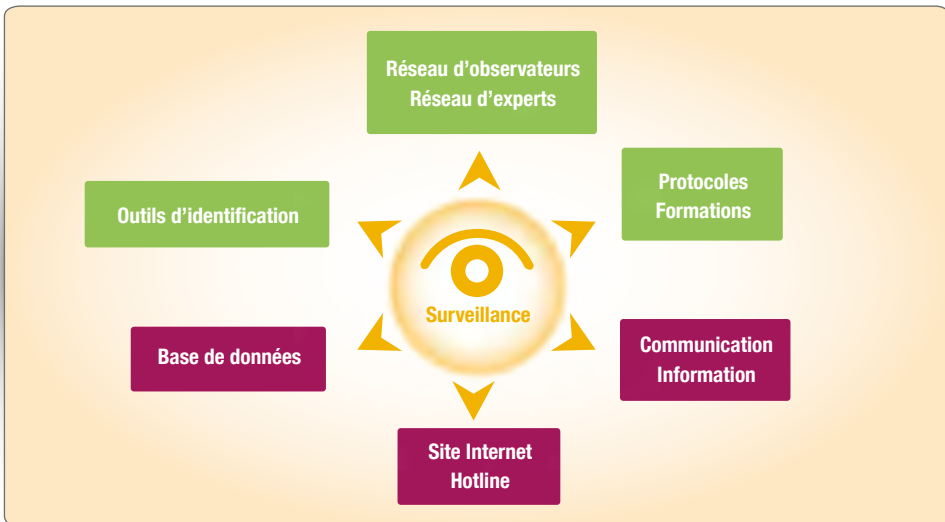 Réseau d’observateurs
Réseau d’experts
Protocoles
Formations
Outils d’identification
Surveillance
Base de données
Communication
Information
Site Internet
Hotline